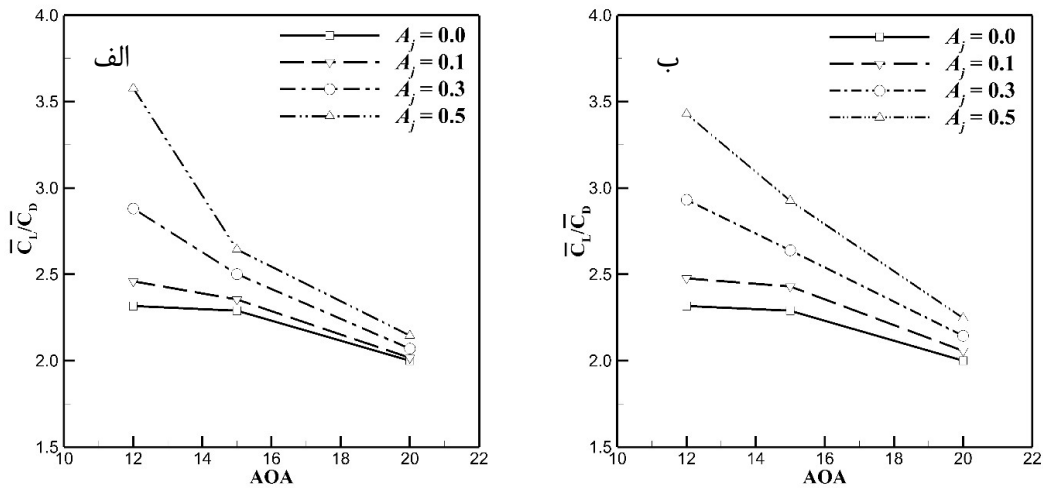 الف
A_j = 0.0
A_j = 0.1
A_j = 0.3
A_j = 0.5
4.0
3.5
3.0
2.5
2.0
1.5
C̅_L/C̅_D
10 12 14 16 18 20 22
AOA
ب
A_j = 0.0
A_j = 0.1
A_j = 0.3
A_j = 0.5
4.0
3.5
3.0
2.5
2.0
1.5
C̅_L/C̅_D
10 12 14 16 18 20 22
AOA